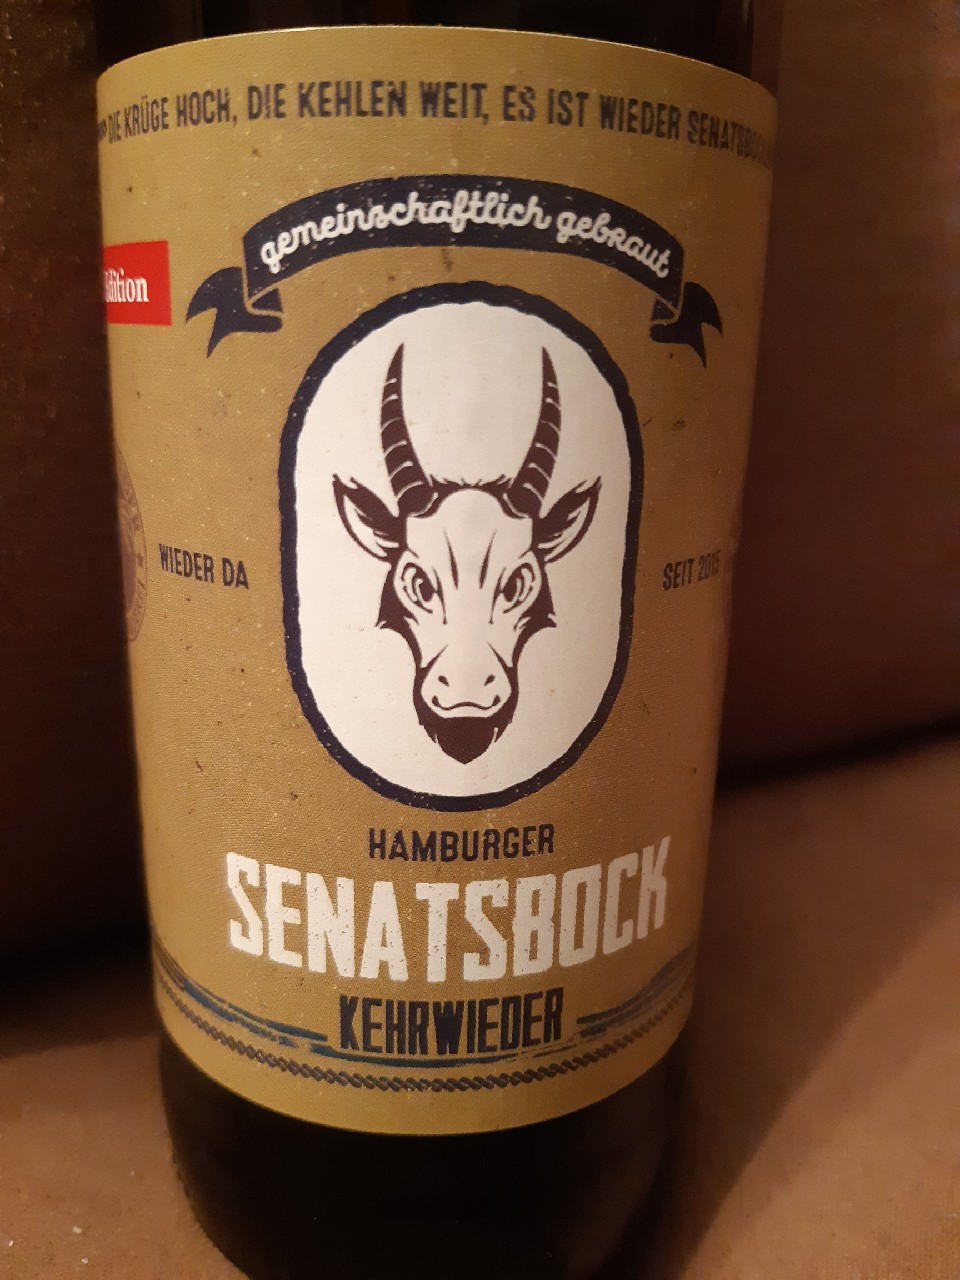 DIE KRÜGE HOCH, DIE KEHLEN WEIT, ES IST WIEDER SENATSBOCK
gemeinschaftlich gebraut
Edition
WIEDER DA
SEIT 2015
HAMBURGER
SENATSBOCK
KEHRWIEDER